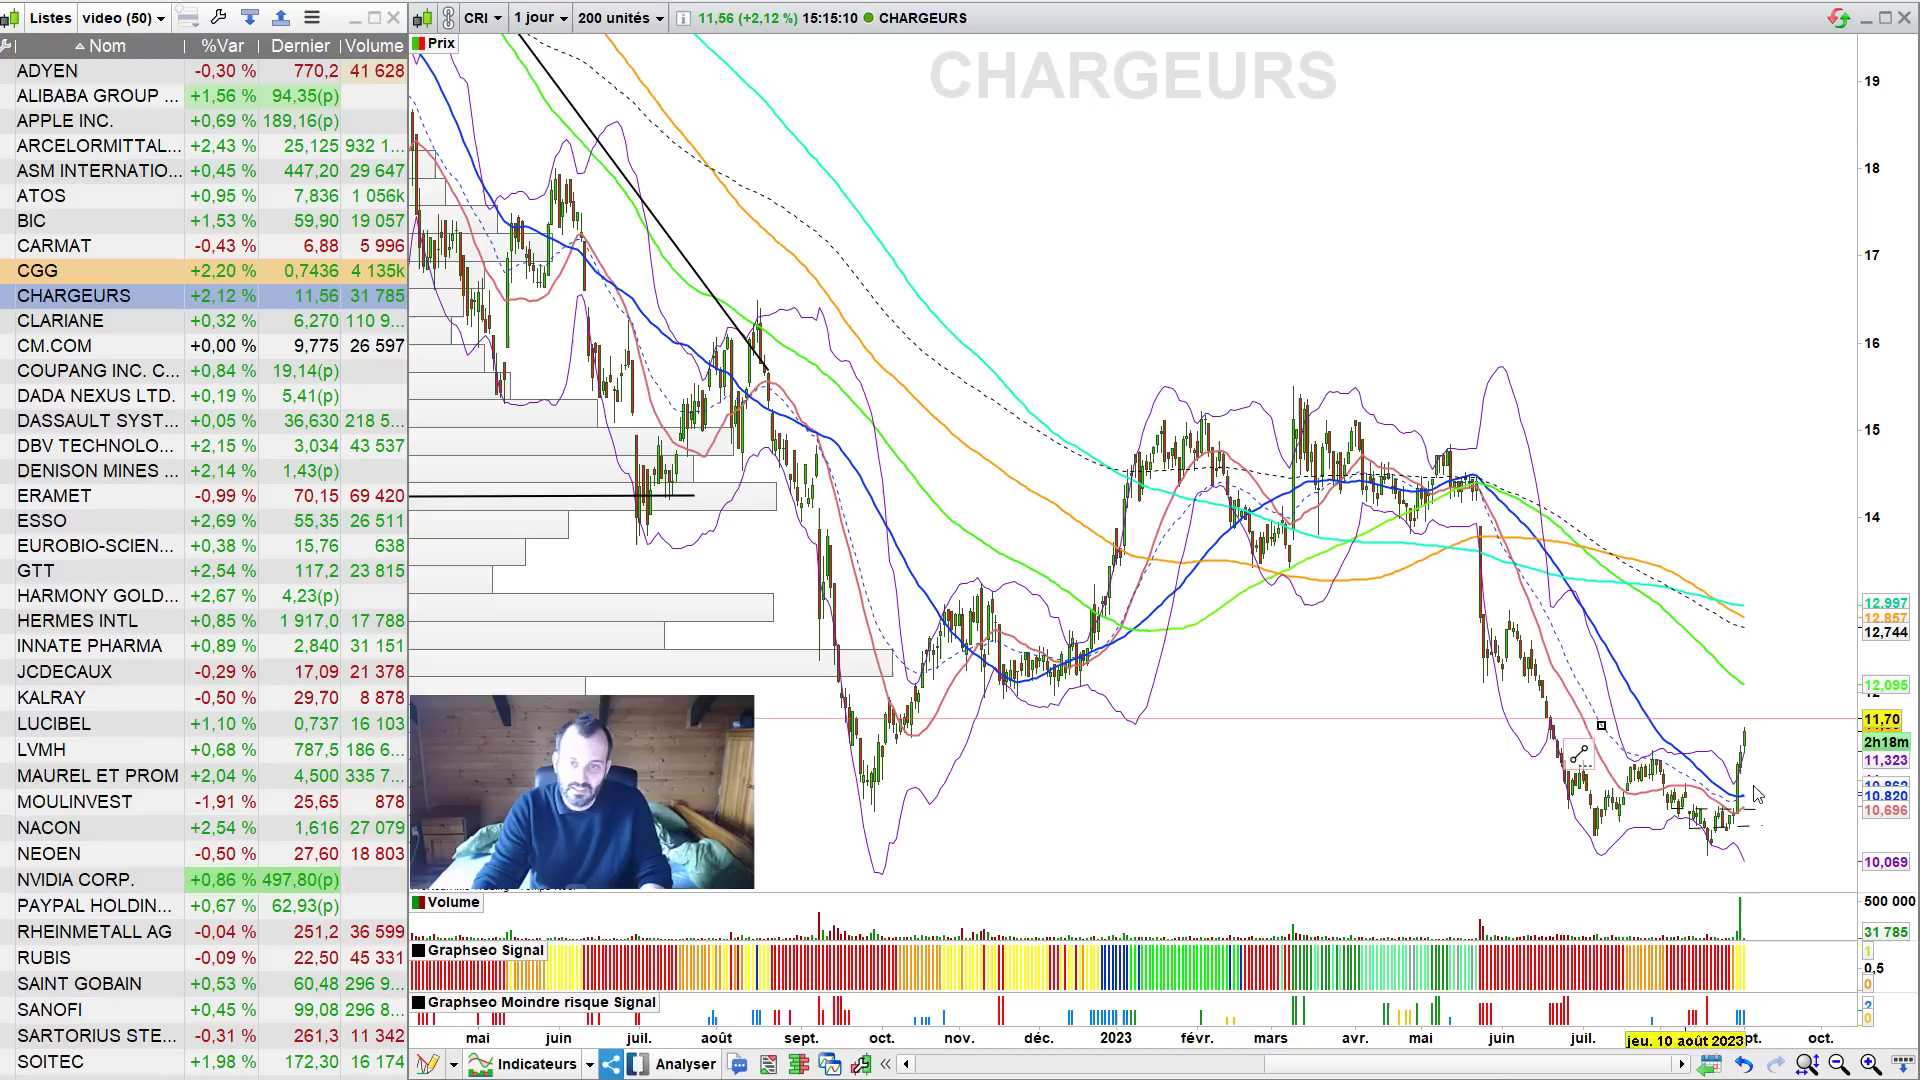 Listes video (50)
CRI 1 jour 200 unités 11,56 (+2,12 %) 15:15:10 CHARGEURS
Nom %Var Dernier Volume
ADYEN -0,30 % 770,2 41 628
ALIBABA GROUP ... +1,56 % 94,35(p)
APPLE INC. +0,69 % 189,16(p)
ARCELORMITTAL... +2,43 % 25,125 932 1...
ASM INTERNATIO... +0,45 % 447,20 29 647
ATOS +0,95 % 7,836 1 056k
BIC +1,53 % 59,90 19 057
CARMAT -0,43 % 6,88 5 996
CGG +2,20 % 0,7436 4 135k
CHARGEURS +2,12 % 11,56 31 785
CLARIANE +0,32 % 6,270 110 9...
CM.COM +0,00 % 9,775 26 597
COUPANG INC. C... +0,84 % 19,14(p)
DADA NEXUS LTD. +0,19 % 5,41(p)
DASSAULT SYST... +0,05 % 36,630 218 5...
DBV TECHNOLO... +2,15 % 3,034 43 537
DENISON MINES ... +2,14 % 1,43(p)
ERAMET -0,99 % 70,15 69 420
ESSO +2,69 % 55,35 26 511
EUROBIO-SCIEN... +0,38 % 15,76 638
GTT +2,54 % 117,2 23 815
HARMONY GOLD... +2,67 % 4,23(p)
HERMES INTL +0,85 % 1 917,0 17 788
INNATE PHARMA +0,89 % 2,840 31 151
JCDECAUX -0,29 % 17,09 21 378
KALRAY -0,50 % 29,70 8 878
LUCIBEL +1,10 % 0,737 16 103
LVMH +0,68 % 787,5 186 6...
MAUREL ET PROM +2,04 % 4,500 335 7...
MOULINVEST -1,91 % 25,65 878
NACON +2,54 % 1,616 27 079
NEOEN -0,50 % 27,60 18 803
NVIDIA CORP. +0,86 % 497,80(p)
PAYPAL HOLDIN... +0,67 % 62,93(p)
RHEINMETALL AG -0,04 % 251,2 36 599
RUBIS -0,09 % 22,50 45 331
SAINT GOBAIN +0,53 % 60,48 296 9...
SANOFI +0,45 % 99,08 296 8...
SARTORIUS STE... -0,31 % 261,3 11 342
SOITEC +1,98 % 172,30 16 174
Prix
CHARGEURS
19
18
17
16
15
14
12,997
12,857
12,744
12,095
11,70
2h18m
11,323
10,820
10,696
10,069
Volume
500 000
31 785
Graphseo Signal
1
0,5
0
Graphseo Moindre risque Signal
2
0
mai juin juil. août sept. oct. nov. déc. 2023 févr. mars avr. mai juin juil. jeu. 10 août 2023 pt. oct.
Indicateurs Analyser